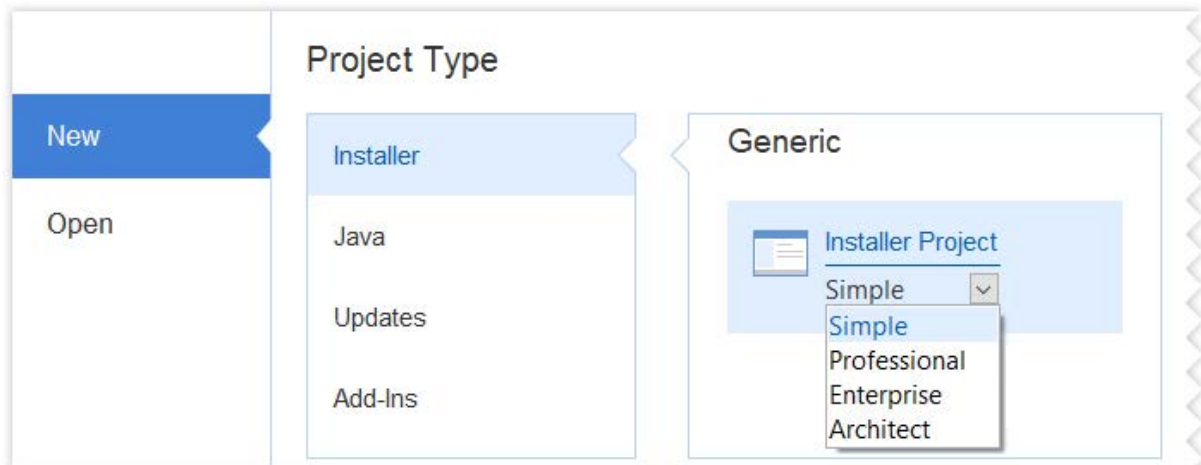 Project Type
New
Open
Installer
Java
Updates
Add-Ins
Generic
Installer Project
Simple
Simple
Professional
Enterprise
Architect